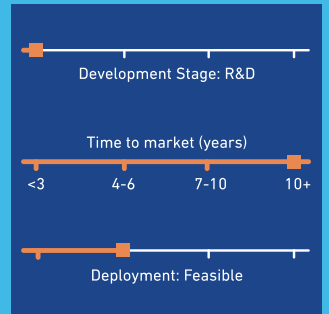 Development Stage: R&D
Time to market (years)
<3 4-6 7-10 10+
Deployment: Feasible